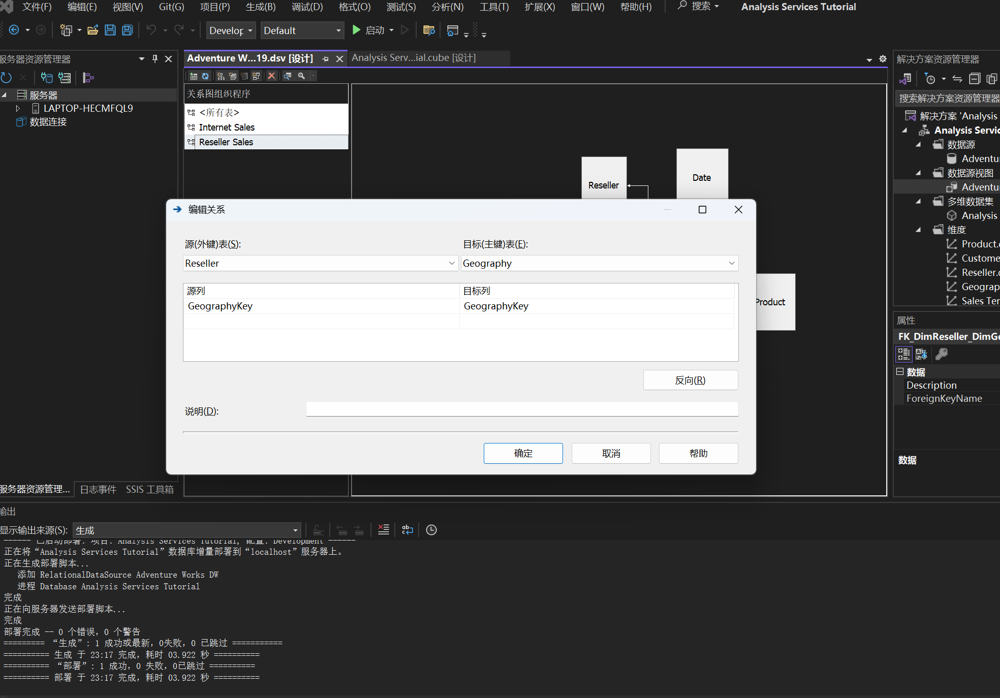 文件(F) 编辑(E) 视图(V) Git(G) 项目(P) 生成(B) 调试(D) 格式(O) 测试(S) 分析(N) 工具(T) 扩展(X) 窗口(W) 帮助(H) 搜索 Analysis Services Tutorial
Develop Default 启动
服务器资源管理器
服务器
LAPTOP-HECMFQL9
数据连接
Adventure W...19.dsv [设计] Analysis Serv...ial.cube [设计]
关系图组织程序
<所有表>
Internet Sales
Reseller Sales
Reseller
Date
Product
编辑关系
源(外键)表(S): 目标(主键)表(E):
Reseller Geography
源列 目标列
GeographyKey GeographyKey
反向(R)
说明(D):
确定 取消 帮助
解决方案资源管理器
搜索解决方案资源管理器
解决方案 'Analysis
Analysis Servic
数据源
Adventu
数据源视图
Adventu
多维数据集
Analysis
维度
Product.
Custome
Reseller.
Geograp
Sales Ter
属性
FK_DimReseller_DimGe
数据
Description
ForeignKeyName
数据
服务器资源管理... 日志事件 SSIS 工具箱
输出
显示输出来源(S): 生成
------ 已启动部署: 项目: Analysis Services Tutorial, 配置: Development ------
正在将“Analysis Services Tutorial”数据库增量部署到“localhost”服务器上。
正在生成部署脚本...
添加 RelationalDataSource Adventure Works DW
进程 Database Analysis Services Tutorial
完成
正在向服务器发送部署脚本...
完成
部署完成 -- 0 个错误，0 个警告
========= “生成”: 1 成功或最新，0失败，0 已跳过 ===========
========== 生成 于 23:17 完成，耗时 03.922 秒 ==========
========== “部署”: 1 成功，0 失败，0已跳过 ==========
========== 部署 于 23:17 完成，耗时 03.922 秒 ==========